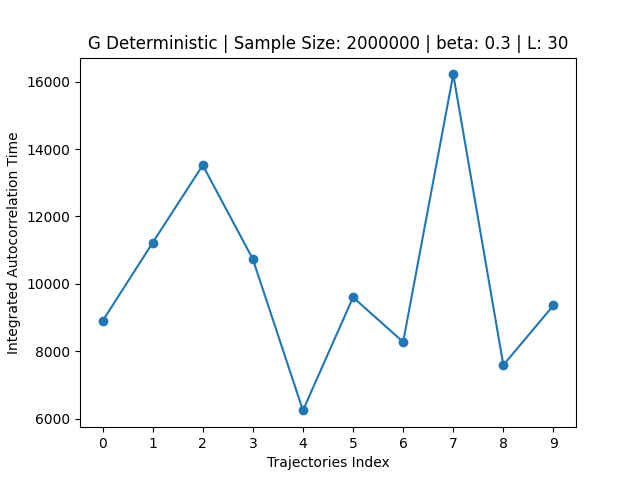 G Deterministic | Sample Size: 2000000 | beta: 0.3 | L: 30
Integrated Autocorrelation Time
16000
14000
12000
10000
8000
6000
0 1 2 3 4 5 6 7 8 9
Trajectories Index